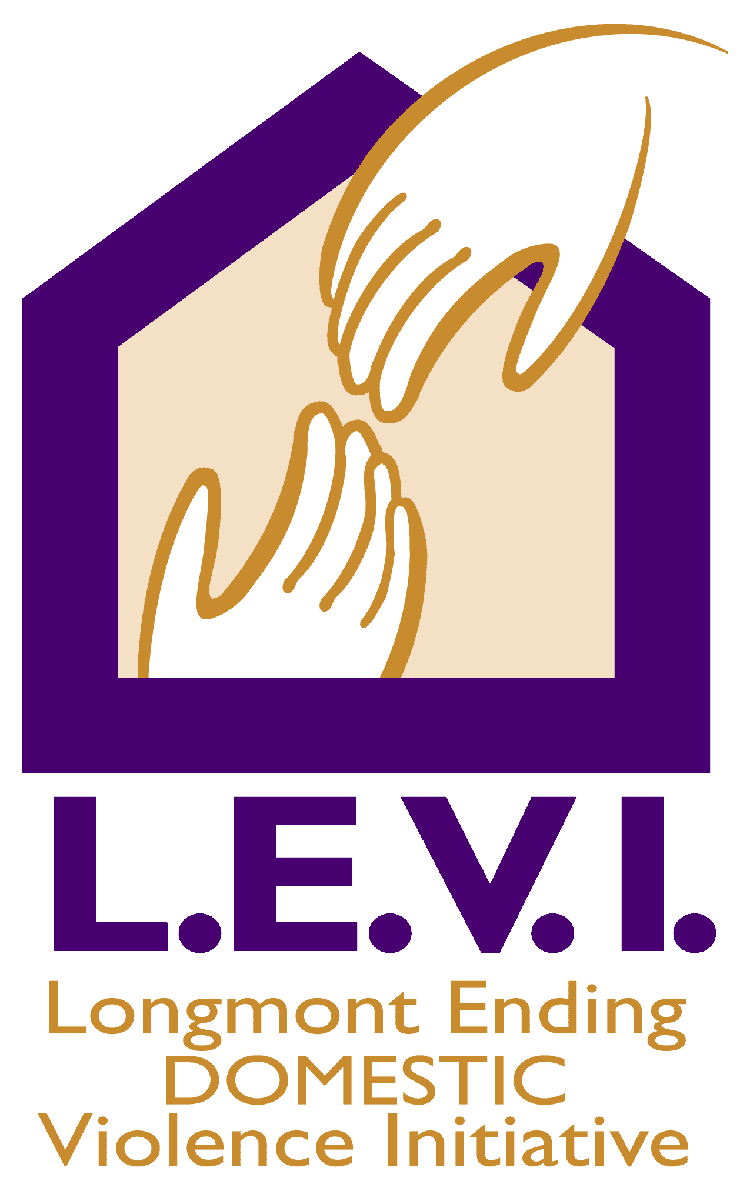 L.E.V.I.
Longmont Ending
DOMESTIC
Violence Initiative